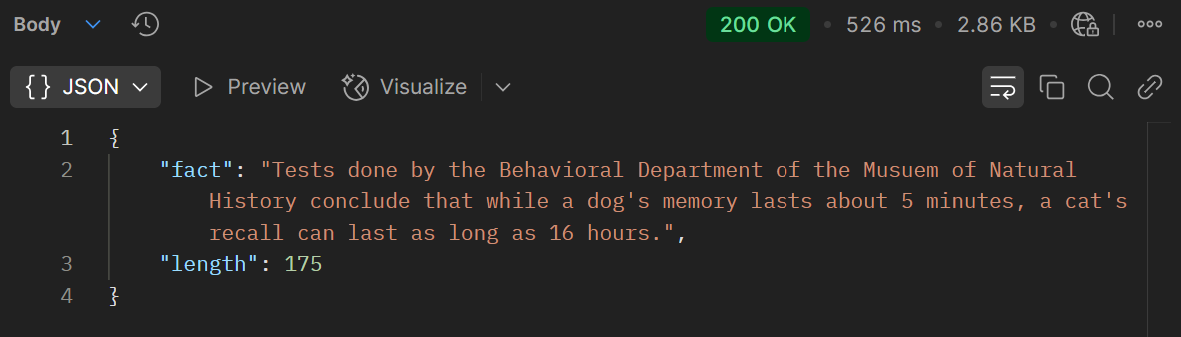 Body 200 OK • 526 ms • 2.86 KB •
{} JSON Preview Visualize
1 {
2 "fact": "Tests done by the Behavioral Department of the Musuem of Natural
History conclude that while a dog's memory lasts about 5 minutes, a cat's
recall can last as long as 16 hours.",
3 "length": 175
4 }